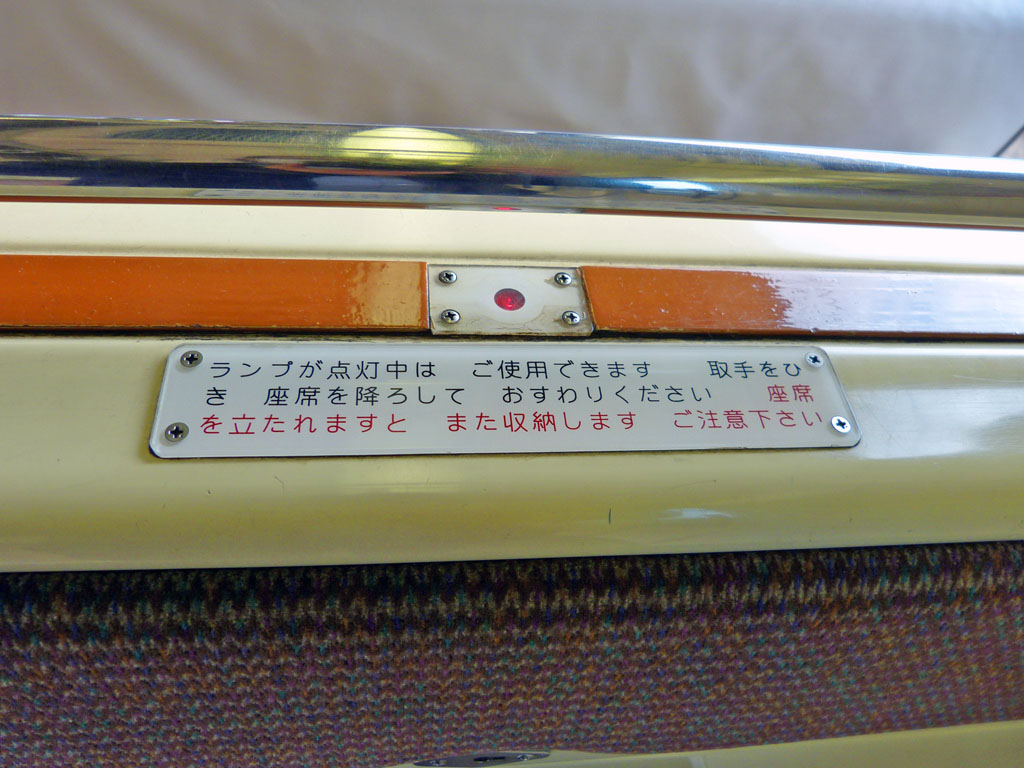 ランプが点灯中は　ご使用できます　取手をひ
き　座席を降ろして　おすわりください　座席
を立たれますと　また収納します　ご注意下さい